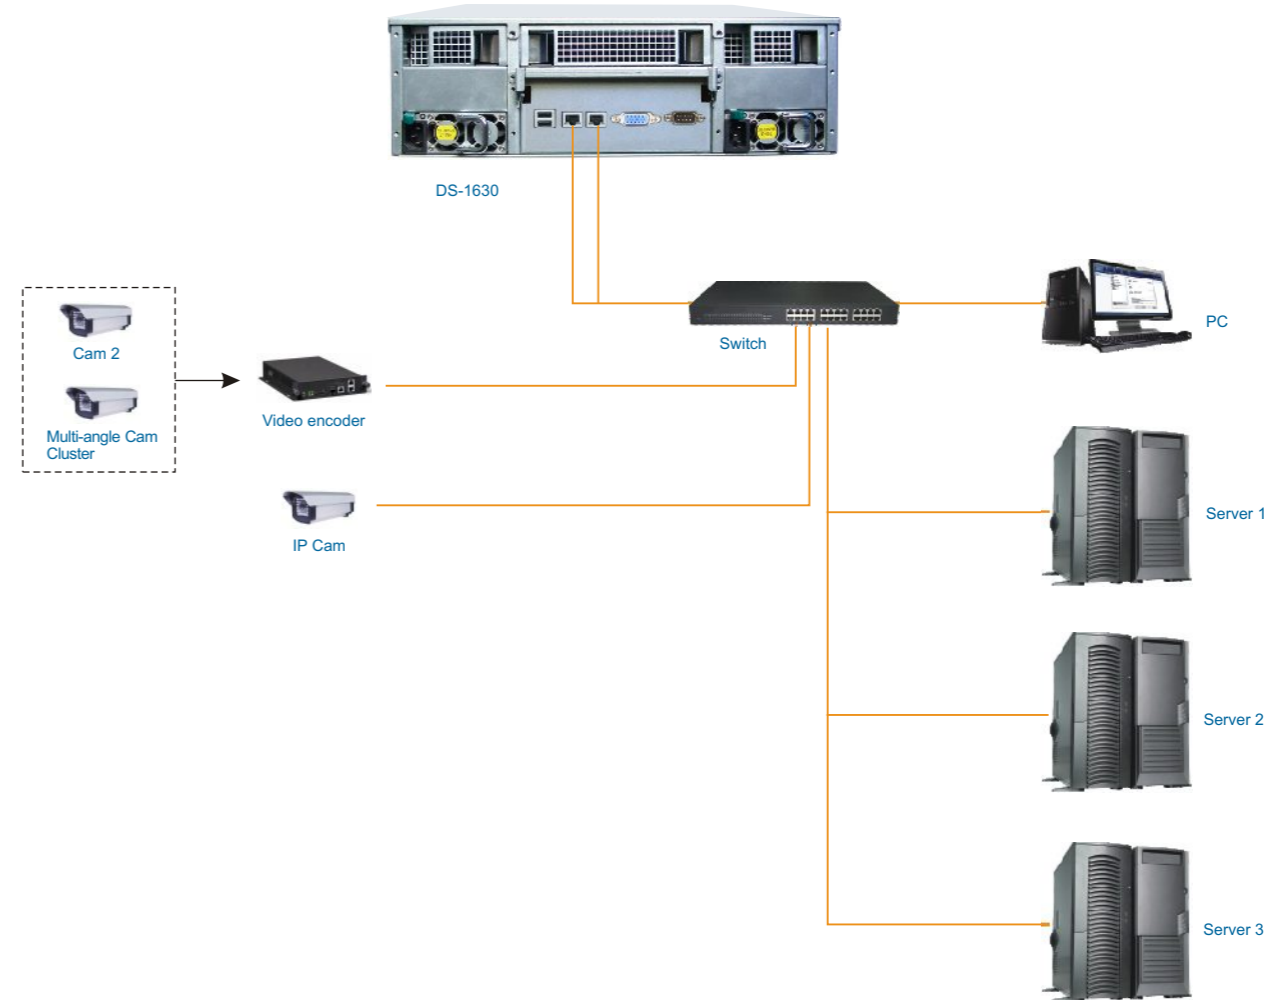 DS-1630
Switch
PC
Cam 2
Multi-angle Cam
Cluster
Video encoder
IP Cam
Server 1
Server 2
Server 3